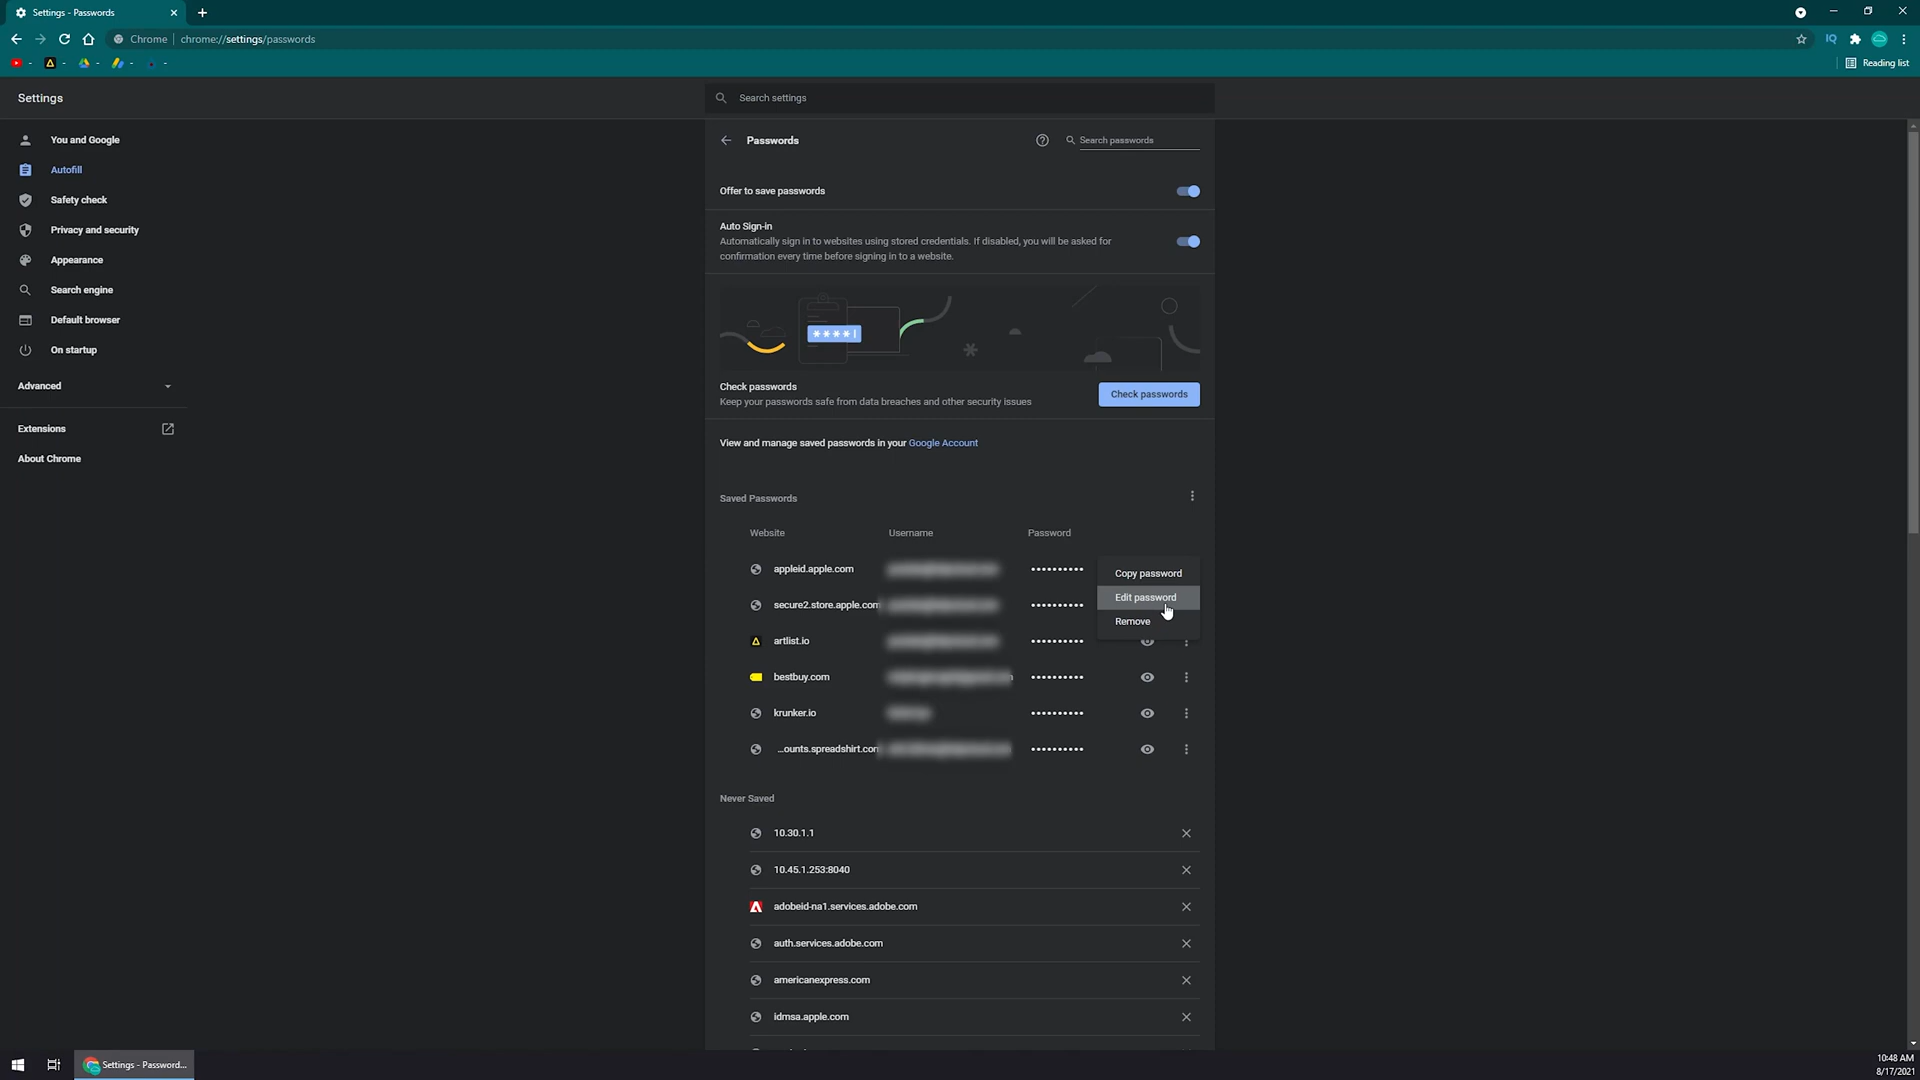 Settings - Passwords
Chrome
chrome://settings/passwords
IQ
Reading list
Settings
Search settings
You and Google
Autofill
Safety check
Privacy and security
Appearance
Search engine
Default browser
On startup
Advanced
Extensions
About Chrome
Passwords
Search passwords
Offer to save passwords
Auto Sign-in
Automatically sign in to websites using stored credentials. If disabled, you will be asked for
confirmation every time before signing in to a website.
****|
Check passwords
Keep your passwords safe from data breaches and other security issues
Check passwords
View and manage saved passwords in your Google Account
Saved Passwords
Website Username Password
appleid.apple.com ••••••••••
secure2.store.apple.com ••••••••••
artlist.io ••••••••••
bestbuy.com ••••••••••
krunker.io ••••••••••
...ounts.spreadshirt.com ••••••••••
Copy password
Edit password
Remove
Never Saved
10.30.1.1
10.45.1.253:8040
adobeid-na1.services.adobe.com
auth.services.adobe.com
americanexpress.com
idmsa.apple.com
Settings - Password...
10:48 AM
8/17/2021